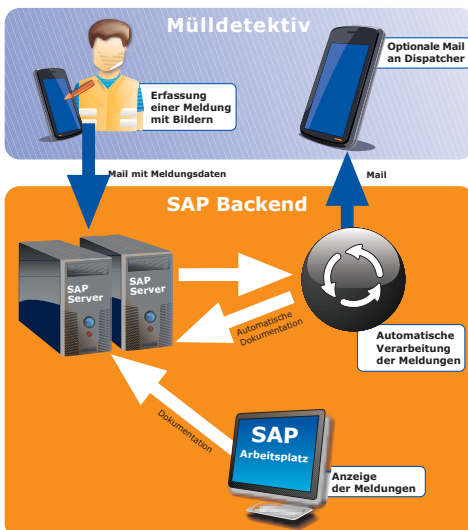 Mülldetektiv
Optionale Mail
an Dispatcher
Erfassung
einer Meldung
mit Bildern
Mail mit Meldungsdaten
Mail
SAP Backend
SAP
Server
SAP
Server
Automatische
Dokumentation
Automatische
Verarbeitung
der Meldungen
Dokumentation
SAP
Arbeitsplatz
Anzeige
der Meldungen